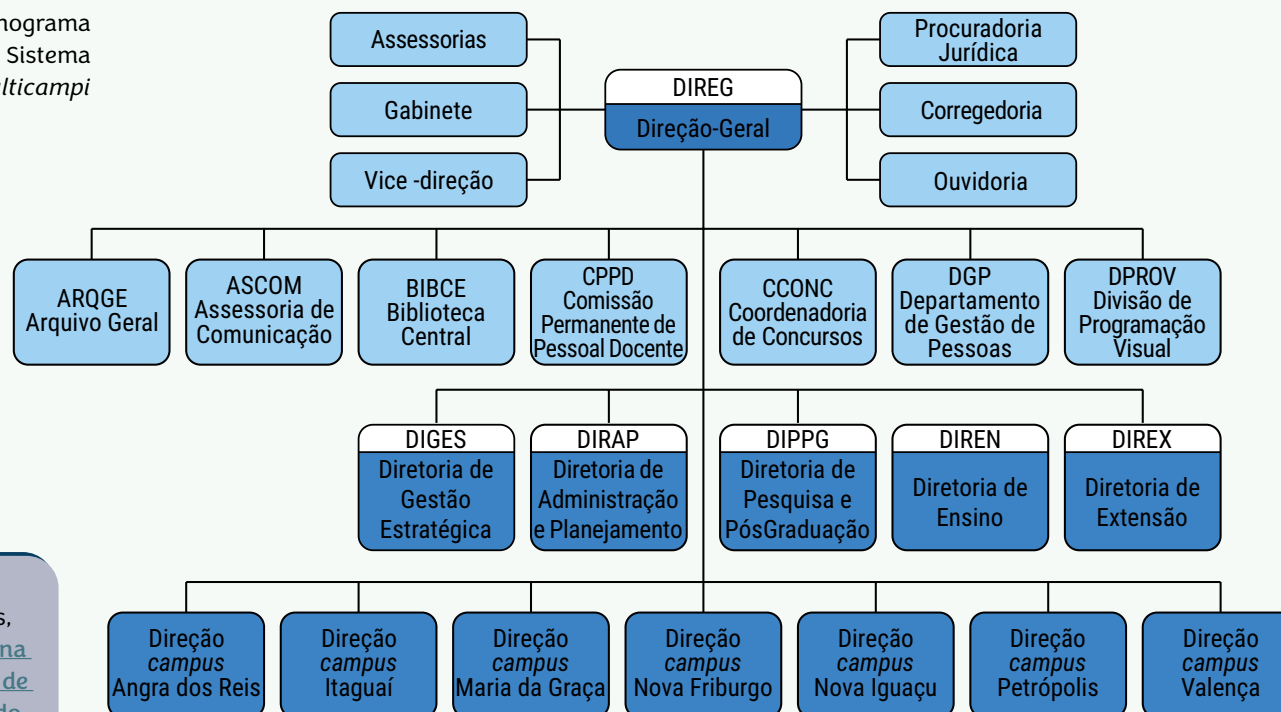 Sistema
Assessorias
Gabinete
Vice -direção
DIREG
Direção-Geral
Procuradoria
Jurídica
Corregedoria
Ouvidoria
ARQGE
Arquivo Geral
ASCOM
Assessoria de
Comunicação
BIBCE
Biblioteca
Central
CPPD
Comissão
Permanente de
Pessoal Docente
CCONC
Coordenadoria
de Concursos
DGP
Departamento
de Gestão de
Pessoas
DPROV
Divisão de
Programação
Visual
DIGES
Diretoria de
Gestão
Estratégica
DIRAP
Diretoria de
Administração
e Planejamento
DIPPG
Diretoria de
Pesquisa e
PósGraduação
DIREN
Diretoria de
Ensino
DIREX
Diretoria de
Extensão
na
de
Direção
campus
Angra dos Reis
Direção
campus
Itaguaí
Direção
campus
Maria da Graça
Direção
campus
Nova Friburgo
Direção
campus
Nova Iguaçu
Direção
campus
Petrópolis
Direção
campus
Valença